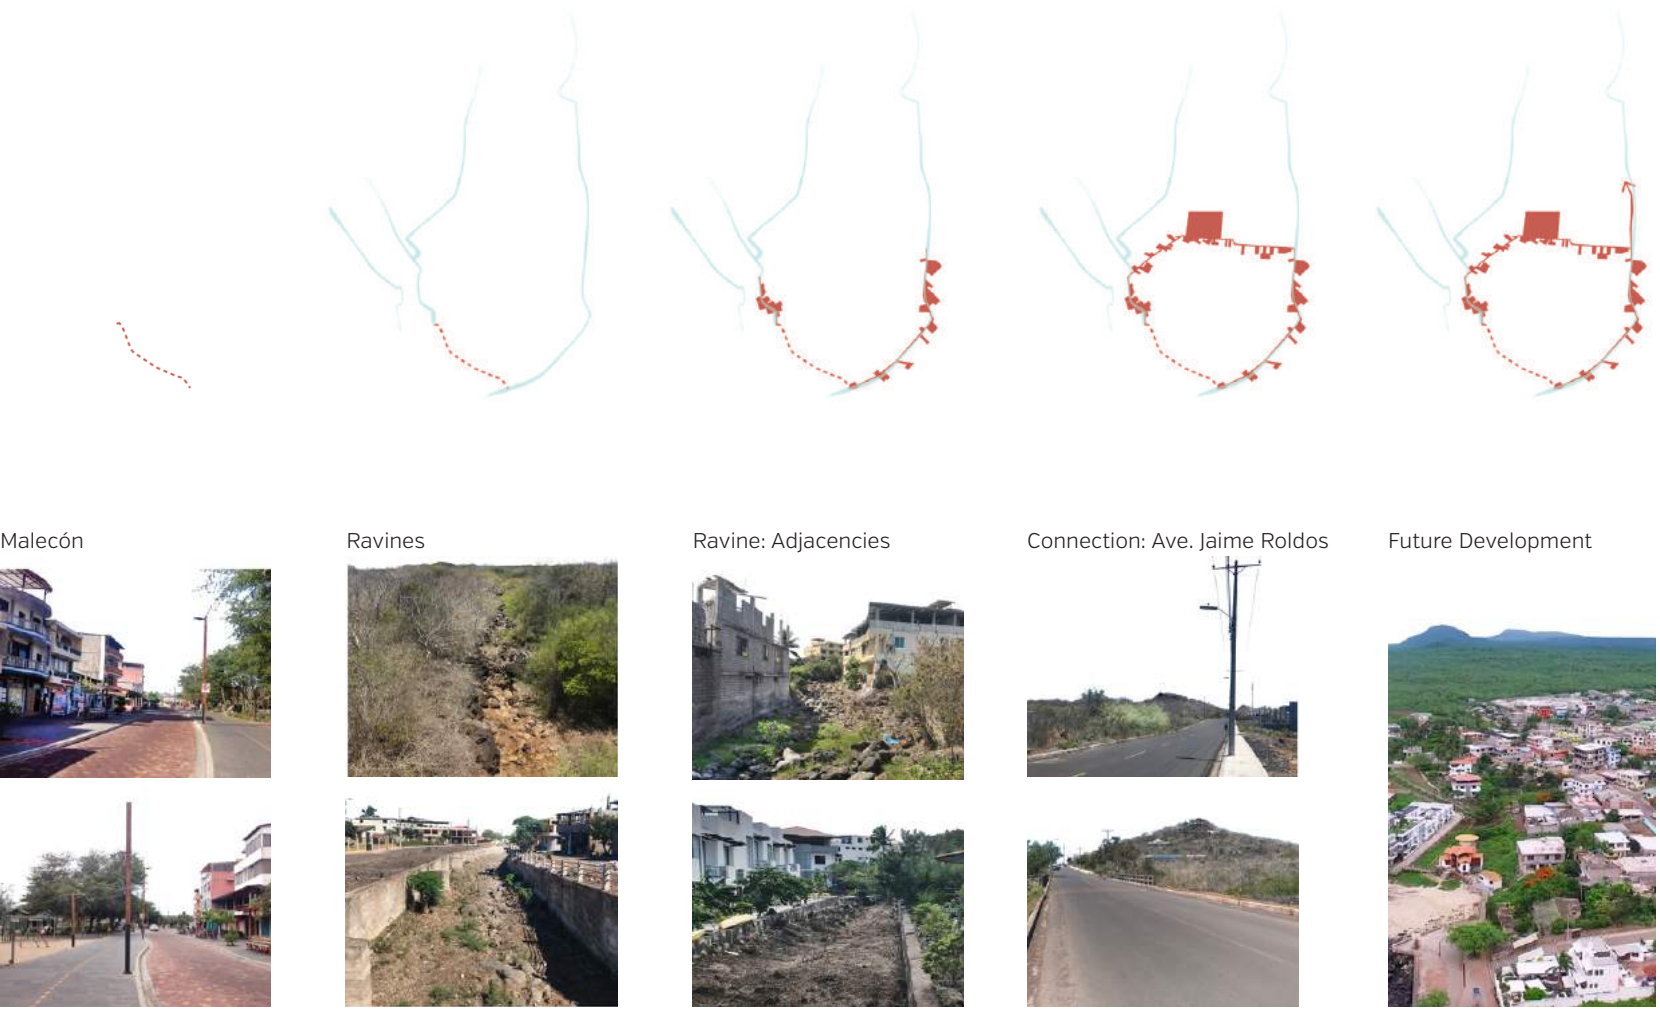 Malecón
Ravines
Ravine: Adjacencies
Connection: Ave. Jaime Roldos
Future Development